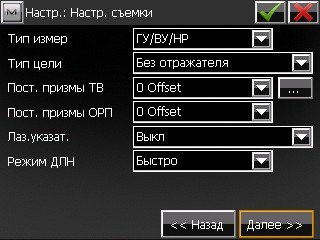 Настр.: Настр. съемки
Тип измер ГУ/ВУ/НР
Тип цели Без отражателя
Пост. призмы ТВ 0 Offset ...
Пост. призмы ОРП 0 Offset
Лаз.указат. Выкл
Режим ДЛН Быстро
<< Назад Далее >>